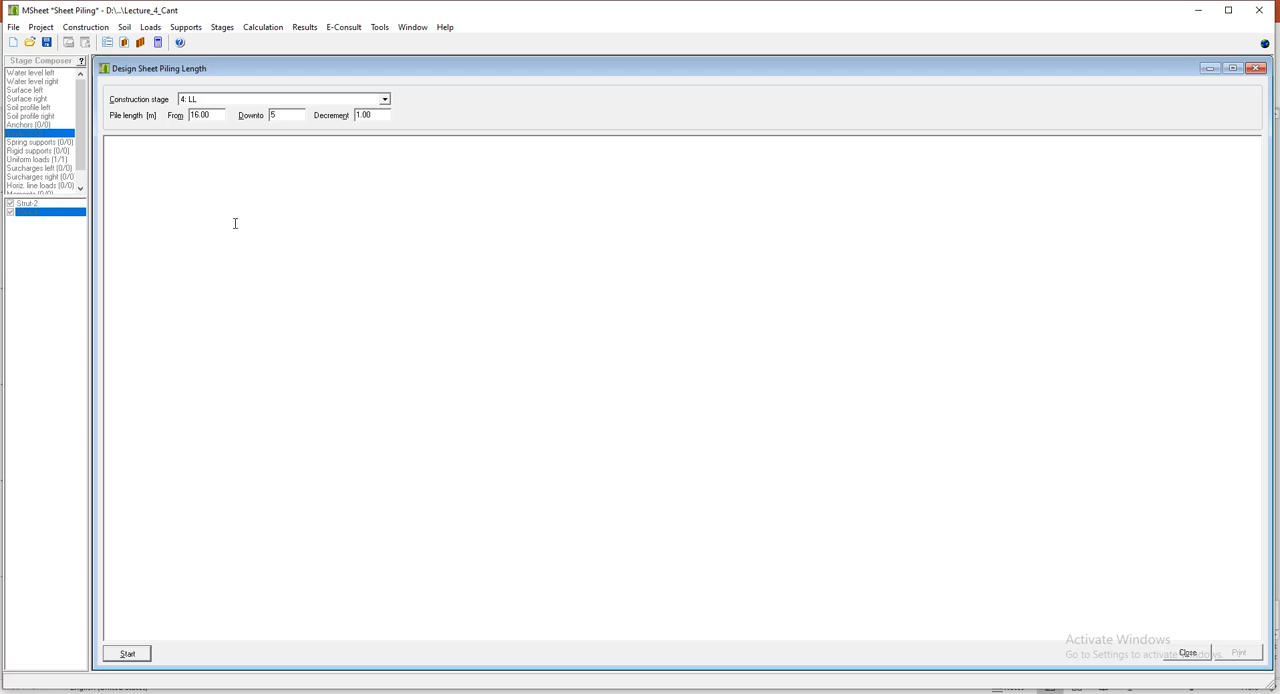 MSheet "Sheet Piling" - D:\...\Lecture_4_Cant
File Project Construction Soil Loads Supports Stages Calculation Results E-Consult Tools Window Help
Stage Composer ?
Design Sheet Piling Length
Water level left
Water level right
Surface left
Surface right
Soil profile left
Soil profile right
Anchors (0/0)
Spring supports (0/0)
Rigid supports (0/0)
Uniform loads (1/1)
Surcharges left (0/0)
Surcharges right (0/0)
Horiz. line loads (0/0)
Moments (0/0)
Strut-2
Construction stage 4: LL
Pile length [m] From 16.00 Downto 5 Decrement 1.00
Start
Close
Print
Activate Windows
Go to Settings to activate Windows.